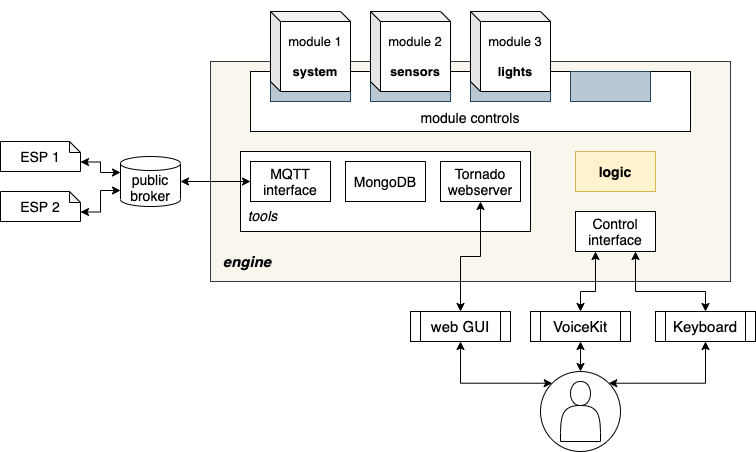 module 1
system
module 2
sensors
module 3
lights
module controls
ESP 1
ESP 2
public
broker
MQTT
interface
MongoDB
Tornado
webserver
tools
logic
Control
interface
engine
web GUI
VoiceKit
Keyboard